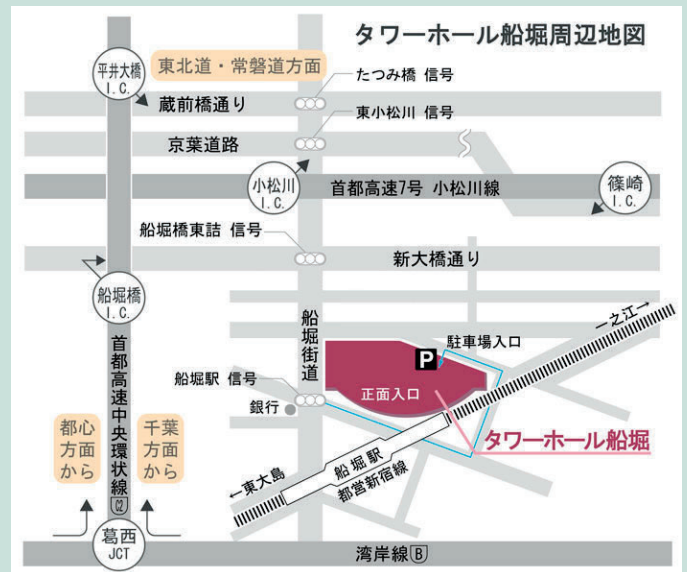 タワーホール船堀周辺地図
平井大橋
I.C.
東北道・常磐道方面
たつみ橋 信号
蔵前橋通り
東小松川 信号
京葉道路
小松川
I.C.
首都高速7号 小松川線
篠崎
I.C.
船堀橋東詰 信号
新大橋通り
船堀橋
I.C.
船堀街道
一之江→
駐車場入口
P
船堀駅 信号
正面入口
銀行
首都高速中央環状線
C2
都心
方面
から
千葉
方面
から
タワーホール船堀
船堀駅
都営新宿線
←東大島
葛西
JCT
湾岸線B